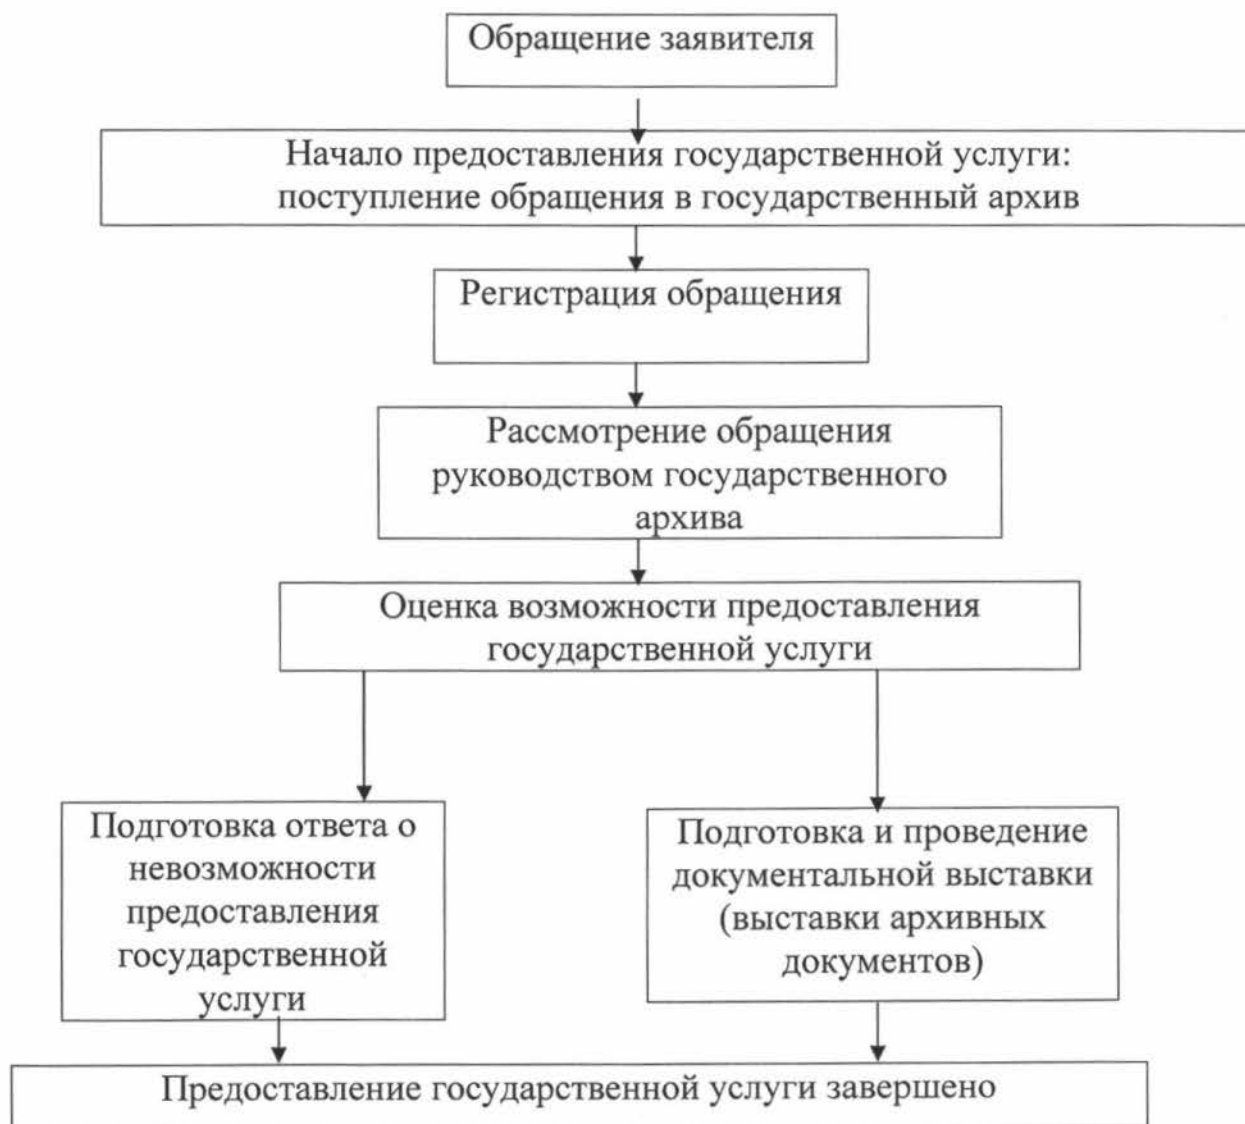 Обращение заявителя
Начало предоставления государственной услуги:
поступление обращения в государственный архив
Регистрация обращения
Рассмотрение обращения
руководством государственного
архива
Оценка возможности предоставления
государственной услуги
Подготовка ответа о
невозможности
предоставления
государственной
услуги
Подготовка и проведение
документальной выставки
(выставки архивных
документов)
Предоставление государственной услуги завершено